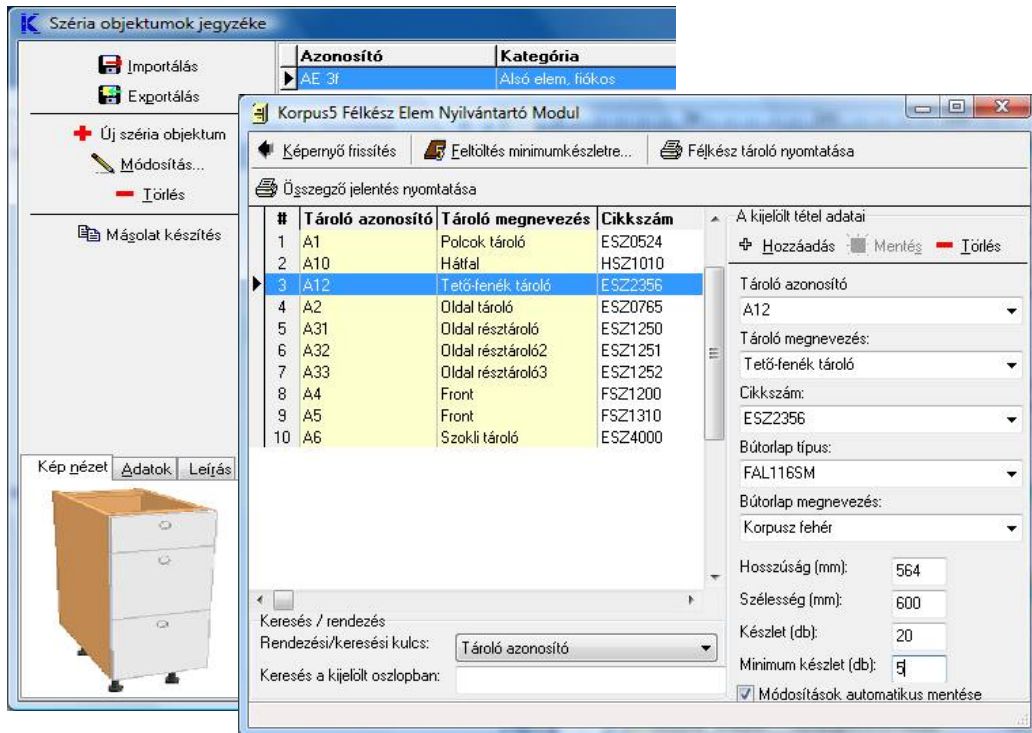 Széria objektumok jegyzéke
Importálás
Exportálás
Új széria objektum
Módosítás...
Törlés
Másolat készítés
Azonosító Kategória
AE 3f Alsó elem, fiókos
Kép nézet Adatok Leírás
Korpus5 Félkész Elem Nyilvántartó Modul
Képernyő frissítés Feltöltés minimumkészletre... Félkész tároló nyomtatása
Összegző jelentés nyomtatása
# Tároló azonosító Tároló megnevezés Cikkszám
1 A1 Polcok tároló ESZ0524
2 A10 Hátfal HSZ1010
3 A12 Tető-fenék tároló ESZ2356
4 A2 Oldal tároló ESZ0765
5 A31 Oldal résztároló ESZ1250
6 A32 Oldal résztároló2 ESZ1251
7 A33 Oldal résztároló3 ESZ1252
8 A4 Front FSZ1200
9 A5 Front FSZ1310
10 A6 Szokli tároló ESZ4000
Keresés / rendezés
Rendezési/keresési kulcs: Tároló azonosító
Keresés a kijelölt oszlopban:
A kijelölt tétel adatai
Hozzáadás Mentés Törlés
Tároló azonosító
A12
Tároló megnevezés:
Tető-fenék tároló
Cikkszám:
ESZ2356
Bútorlap típus:
FAL116SM
Bútorlap megnevezés:
Korpusz fehér
Hosszúság (mm): 564
Szélesség (mm): 600
Készlet (db): 20
Minimum készlet (db): 5
Módosítások automatikus mentése